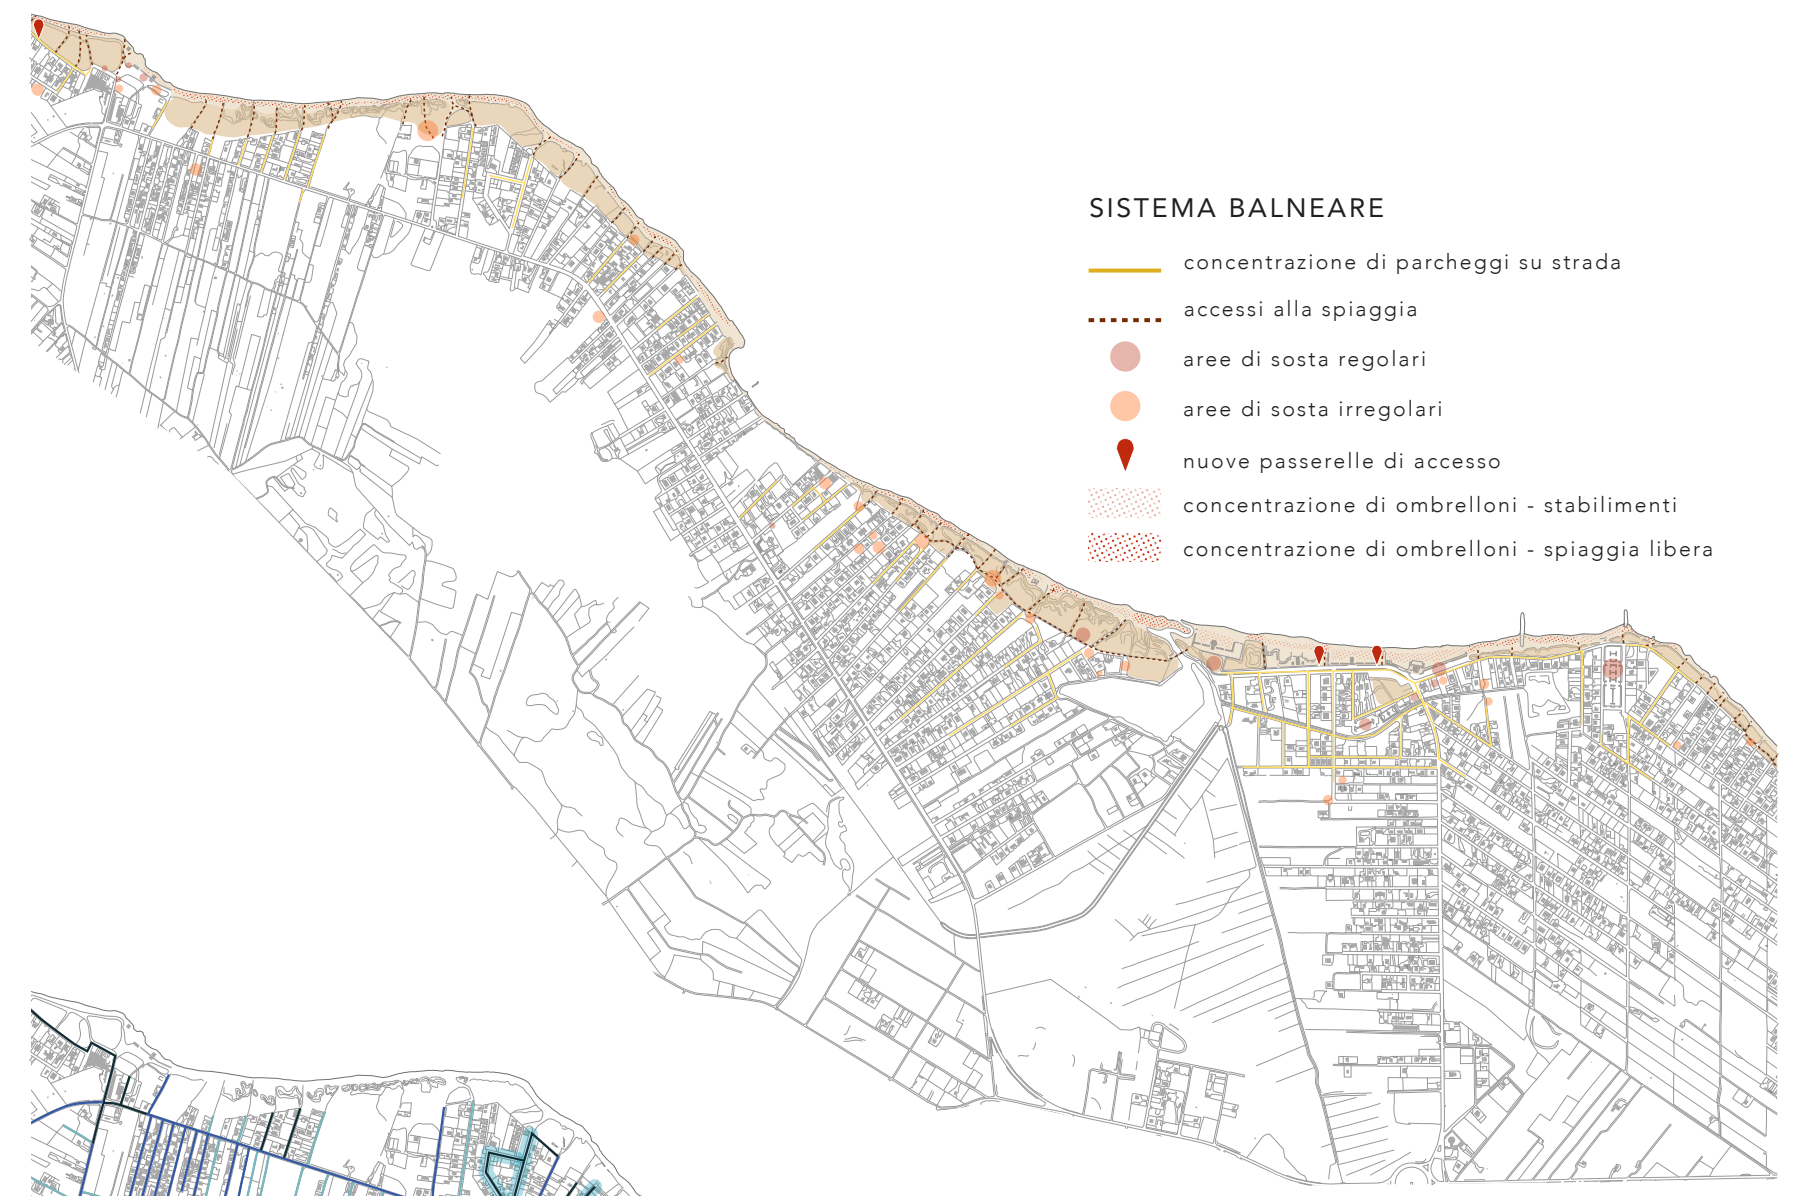 SISTEMA BALNEARE
concentrazione di parcheggi su strada
accessi alla spiaggia
aree di sosta regolari
aree di sosta irregolari
nuove passerelle di accesso
concentrazione di ombrelloni - stabilimenti
concentrazione di ombrelloni - spiaggia libera